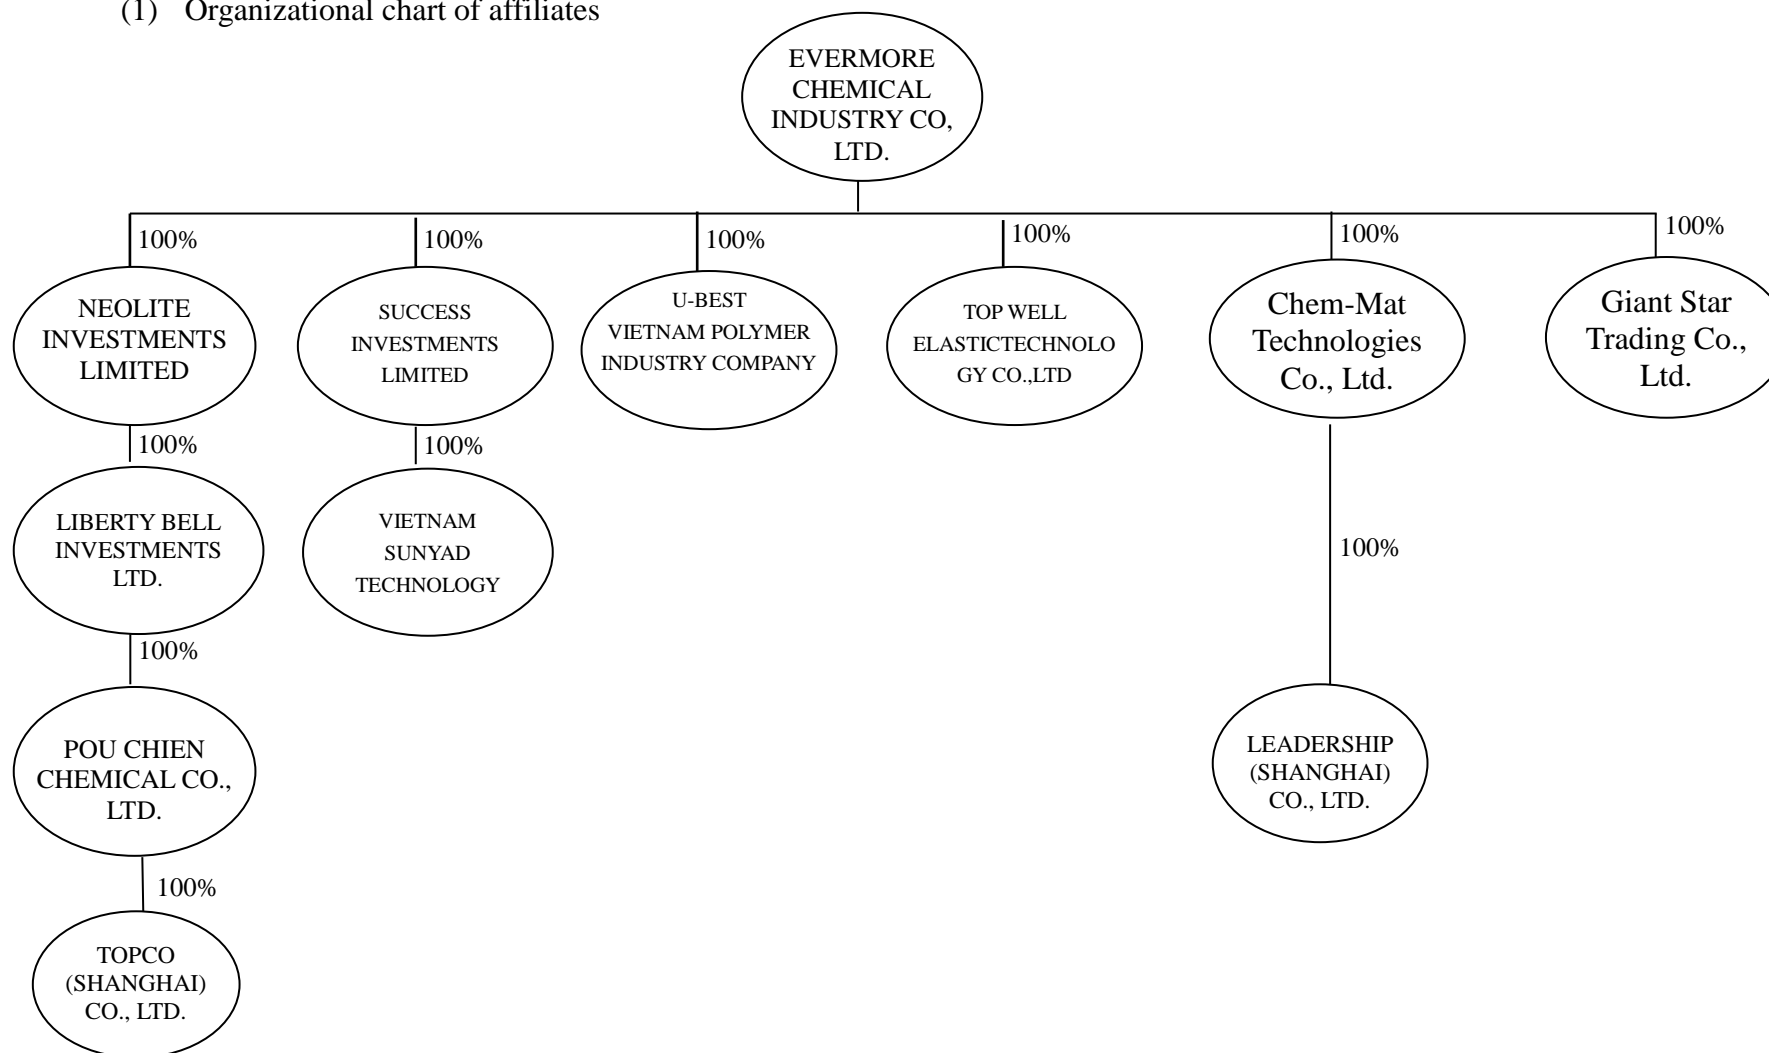 (1) Organizational chart of affiliates
EVERMORE
CHEMICAL
INDUSTRY CO,
LTD.
100%
100%
100%
100%
100%
100%
NEOLITE
INVESTMENTS
LIMITED
SUCCESS
INVESTMENTS
LIMITED
U-BEST
VIETNAM POLYMER
INDUSTRY COMPANY
TOP WELL
ELASTICTECHNOLO
GY CO.,LTD
Chem-Mat
Technologies
Co., Ltd.
Giant Star
Trading Co.,
Ltd.
100%
100%
LIBERTY BELL
INVESTMENTS
LTD.
VIETNAM
SUNYAD
TECHNOLOGY
100%
100%
POU CHIEN
CHEMICAL CO.,
LTD.
LEADERSHIP
(SHANGHAI)
CO., LTD.
100%
TOPCO
(SHANGHAI)
CO., LTD.